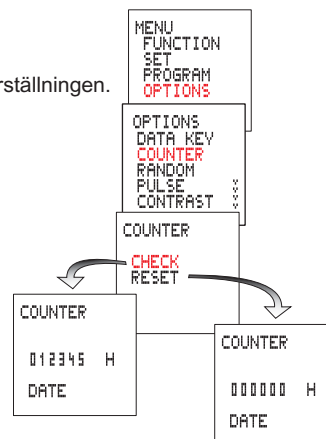 MENU
FUNCTION
SET
PROGRAM
OPTIONS
rställningen.
OPTIONS
DATA KEY
COUNTER
RANDOM
PULSE
CONTRAST
COUNTER
CHECK
RESET
COUNTER
012345 H
DATE
COUNTER
000000 H
DATE